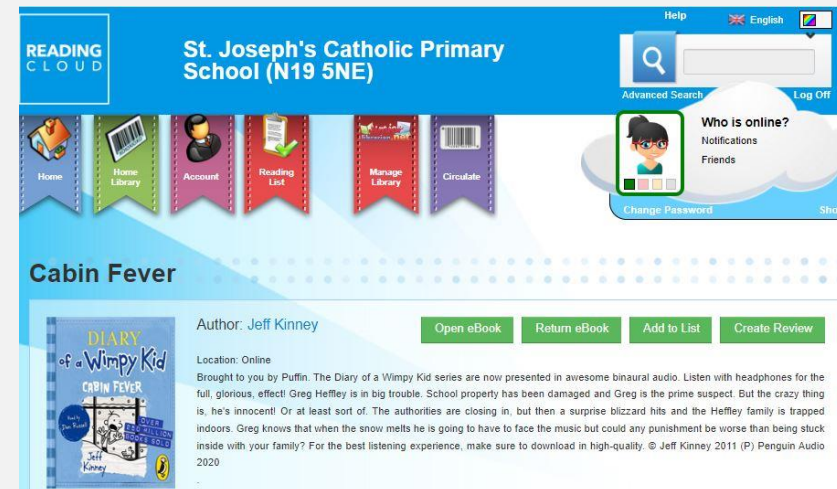 Help
English
READING
CLOUD
St. Joseph's Catholic Primary
School (N19 5NE)
Advanced Search
Log Off
Who is online?
Notifications
Friends
Home
Home
Library
Account
Reading
List
Manage
Library
Circulate
Change Password
Sho
Cabin Fever
Author: Jeff Kinney
Open eBook
Return eBook
Add to List
Create Review
Location: Online
Brought to you by Puffin. The Diary of a Wimpy Kid series are now presented in awesome binaural audio. Listen with headphones for the
full, glorious, effect! Greg Heffley is in big trouble. School property has been damaged and Greg is the prime suspect. But the crazy thing
is, he's innocent! Or at least sort of. The authorities are closing in, but then a surprise blizzard hits and the Heffley family is trapped
indoors. Greg knows that when the snow melts he is going to have to face the music but could any punishment be worse than being stuck
inside with your family? For the best listening experience, make sure to download in high-quality. © Jeff Kinney 2011 (P) Penguin Audio
2020
.
DIARY
of a Wimpy Kid
CABIN FEVER
Read by
Dan Russell
OVER
MILLION
BOOKS SOLD
Jeff
Kinney